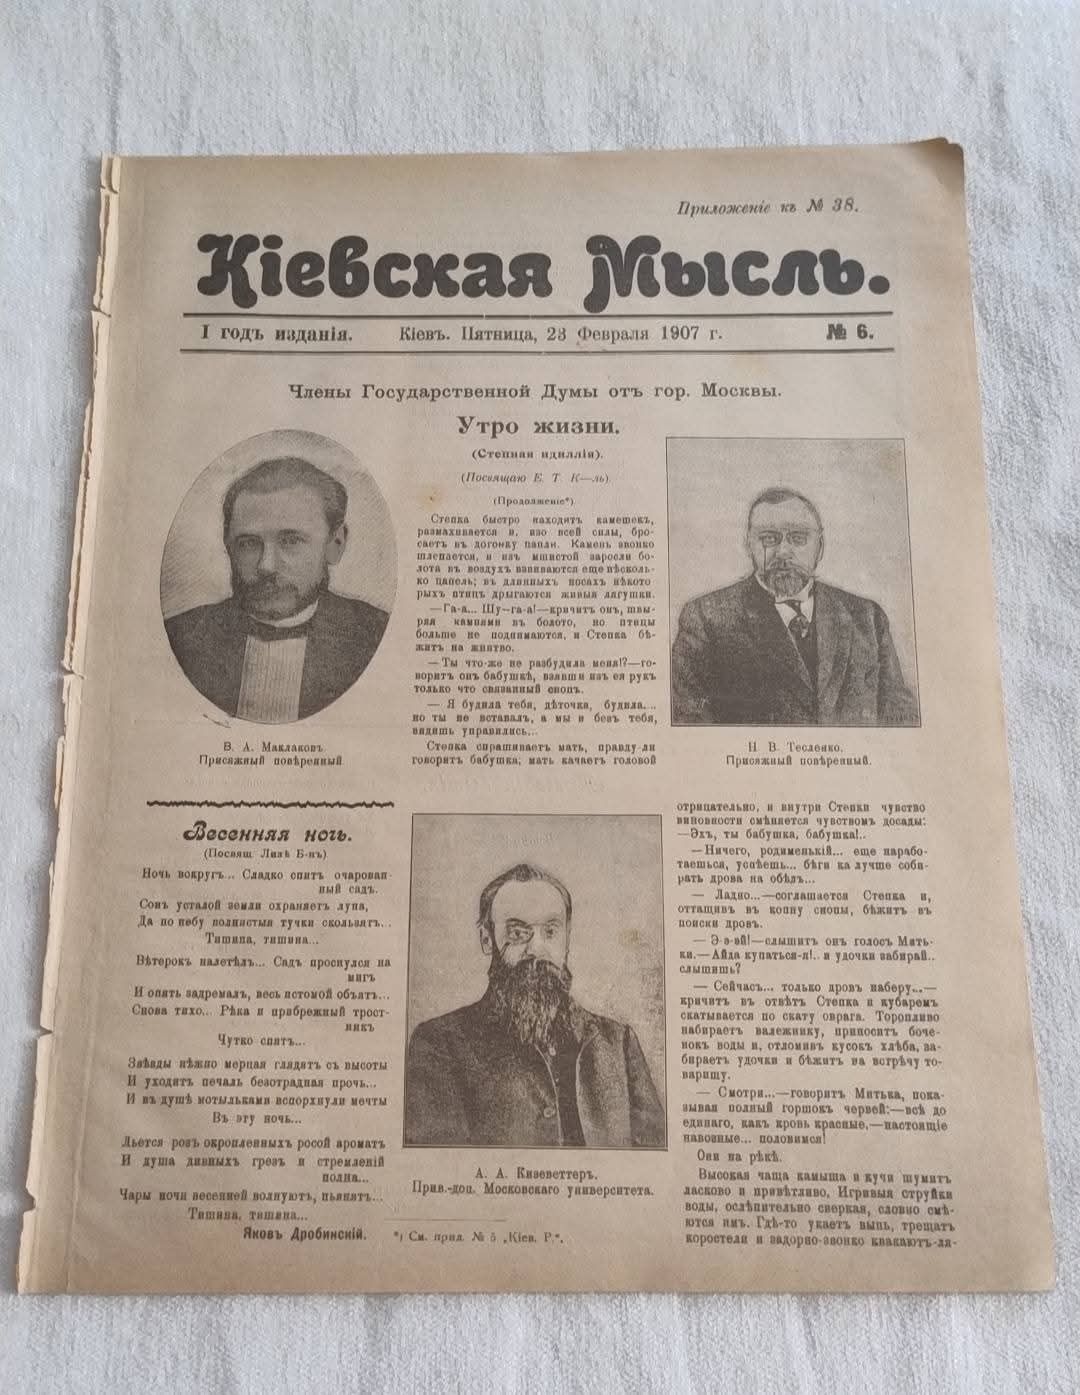 Приложеніе къ № 38.
Кіевская Мысль.
I годъ изданія.
Кіевъ. Пятница, 23 Февраля 1907 г.
№ 6.
Члены Государственной Думы отъ гор. Москвы.
В. А. Маклаковъ
Присяжный повѣренный
Утро жизни.
(Степная идиллія).
(Посвящаю Е. Т К—ль).
(Продолженіе*)
Степка быстро находитъ камешекъ,
размахивается и, изо всей силы, бро-
саетъ въ догонку цапли. Камень звонко
шлепается, и изъ мшистой заросли бо-
лота въ воздухъ взвиваются еще нѣсколь-
ко цапель; въ длинныхъ носахъ нѣкото
рыхъ птицъ дрыгаются живыя лягушки.
—Га-а... Шу-га-а!—кричитъ онъ, швы-
ряя камнями въ болото, но птицы
больше не поднимаются, и Степка бѣ-
житъ на жнитво.
—Ты что-же не разбудила меня!?—го-
воритъ онъ бабушкѣ, взявши изъ ея рукъ
только что связанный снопъ.
— Я будила тебя, дѣточка, будила...
но ты не вставалъ, а мы и безъ тебя,
видишь управились...
Степка спрашиваетъ мать, правду-ли
говоритъ бабушка; мать качаетъ головой
Н. В. Тесленко.
Присяжный повѣренный.
Весенняя ночь.
(Посвящ. Лизѣ Б-нъ)
Ночь вокругъ... Сладко спитъ очарован-
ный садъ.
Сонъ усталой земли охраняетъ луна,
Да по небу волнистыя тучки скользятъ...
Тишина, тишина...
Вѣтерокъ налетѣлъ... Садъ проснулся на
мигъ
И опять задремалъ, весь истомой объятъ...
Снова тихо... Рѣка и прибрежный трост-
никъ
Чутко спятъ...
Звѣзды нѣжно мерцая глядятъ съ высоты
И уходитъ печаль безотрадная прочь...
И въ душѣ мотыльками вспорхнули мечты
Въ эту ночь...
Льется розъ окропленныхъ росой ароматъ
И душа дивныхъ грезъ и стремленій
полна...
Чары ночи весенней волнуютъ, пьянятъ...
Тишина, тишина...
Яковъ Дробинскій.
А. А. Кизеветтеръ.
Прив.-доц. Московскаго университета.
*) См. прил. № 5 „Кіев. Р.“.
отрицательно, и внутри Степки чувство
виновности смѣняется чувствомъ досады:
—Эхъ, ты бабушка, бабушка!..
—Ничего, родименькій... еще нарабо-
таешься, успѣешь... бѣги ка лучше соби-
рать дрова на обѣдъ...
— Ладно...—соглашается Степка и,
оттащивъ въ копну снопы, бѣжитъ въ
поиски дровъ.
— Э-э-эй!—слышитъ онъ голосъ Мить-
ки.—Айда купаться-я!.. и удочки забирай..
слышишь?
— Сейчасъ... только дровъ наберу...—
кричитъ въ отвѣтъ Степка и кубаремъ
скатывается по скату оврага. Торопливо
набираетъ валежнику, приноситъ боче-
нокъ воды и, отломивъ кусокъ хлѣба, за-
бираетъ удочки и бѣжитъ на встрѣчу то-
варищу.
— Смотри...—говоритъ Митька, пока-
зывая полный горшокъ червей:—всѣ до
единаго, какъ кровь красные,—настоящіе
навозные... половимся!
Они на рѣкѣ.
Высокая чаща камыша и кучи шумитъ
ласково и привѣтливо. Игривыя струйки
воды, ослѣпительно сверкая, словно смѣ-
ются имъ. Гдѣ-то укаетъ выпь, трещатъ
коростели и задорно-звонко квакаютъ-ля-